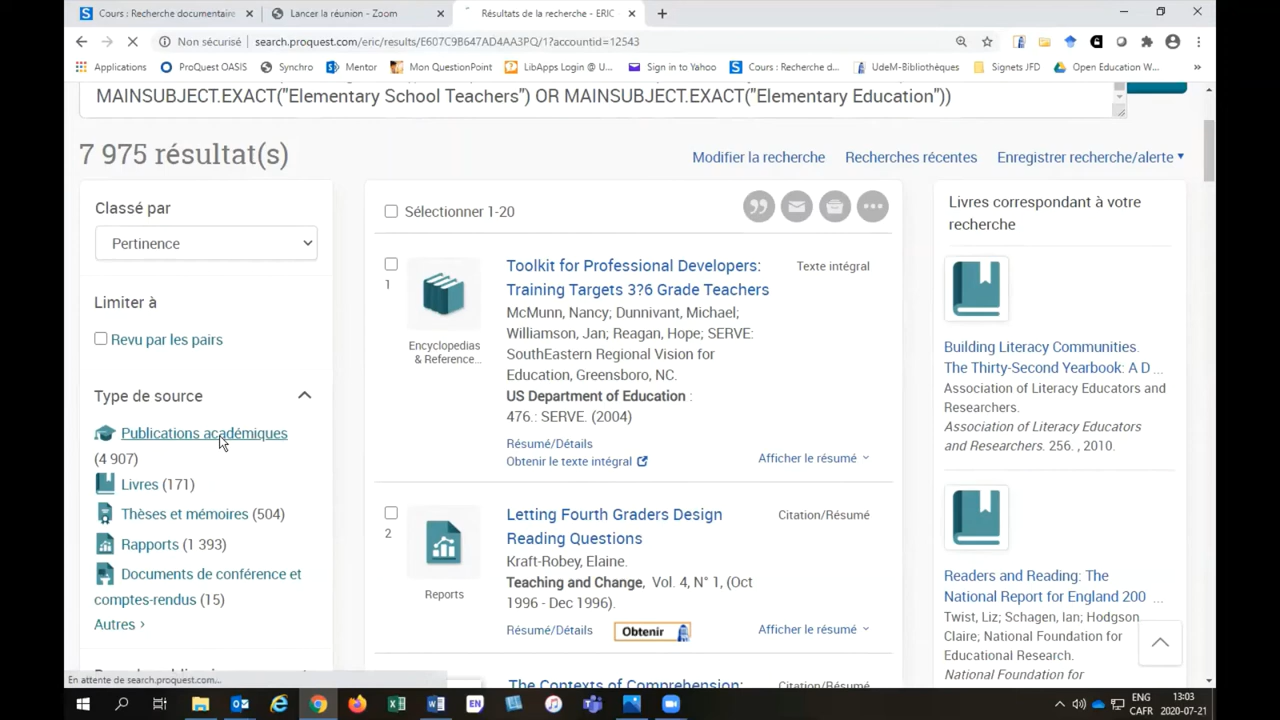 Cours : Recherche documentaire
Lancer la réunion - Zoom
Résultats de la recherche - ERIC
Non sécurisé
search.proquest.com/eric/results/E607C9B647AD4AA3PQ/1?accountid=12543
Applications
ProQuest OASIS
Synchro
Mentor
Mon QuestionPoint
LibApps Login @ U...
Sign in to Yahoo
Cours : Recherche d...
UdeM-Bibliothèques
Signets JFD
Open Education W...
MAINSUBJECT.EXACT("Elementary School Teachers") OR MAINSUBJECT.EXACT("Elementary Education"))
7 975 résultat(s)
Modifier la recherche
Recherches récentes
Enregistrer recherche/alerte
Classé par
Pertinence
Limiter à
Revu par les pairs
Type de source
Publications académiques
(4 907)
Livres (171)
Thèses et mémoires (504)
Rapports (1 393)
Documents de conférence et
comptes-rendus (15)
Autres ›
Sélectionner 1-20
1
Encyclopedias
& Reference...
Toolkit for Professional Developers:
Training Targets 3?6 Grade Teachers
Texte intégral
McMunn, Nancy; Dunnivant, Michael;
Williamson, Jan; Reagan, Hope; SERVE:
SouthEastern Regional Vision for
Education, Greensboro, NC.
US Department of Education :
476.: SERVE. (2004)
Résumé/Détails
Obtenir le texte intégral
Afficher le résumé
2
Reports
Letting Fourth Graders Design
Reading Questions
Citation/Résumé
Kraft-Robey, Elaine.
Teaching and Change, Vol. 4, N° 1, (Oct
1996 - Dec 1996).
Résumé/Détails
Obtenir
Afficher le résumé
The Contexts of Comprehension:
Citation/Résumé
Livres correspondant à votre
recherche
Building Literacy Communities.
The Thirty-Second Yearbook: A D ...
Association of Literacy Educators and
Researchers.
Association of Literacy Educators
and Researchers. 256. , 2010.
Readers and Reading: The
National Report for England 200 ...
Twist, Liz; Schagen, Ian; Hodgson,
Claire; National Foundation for
Educational Research.
National Foundation for
En attente de search.proquest.com...
EN
ENG
CAFR
13:03
2020-07-21